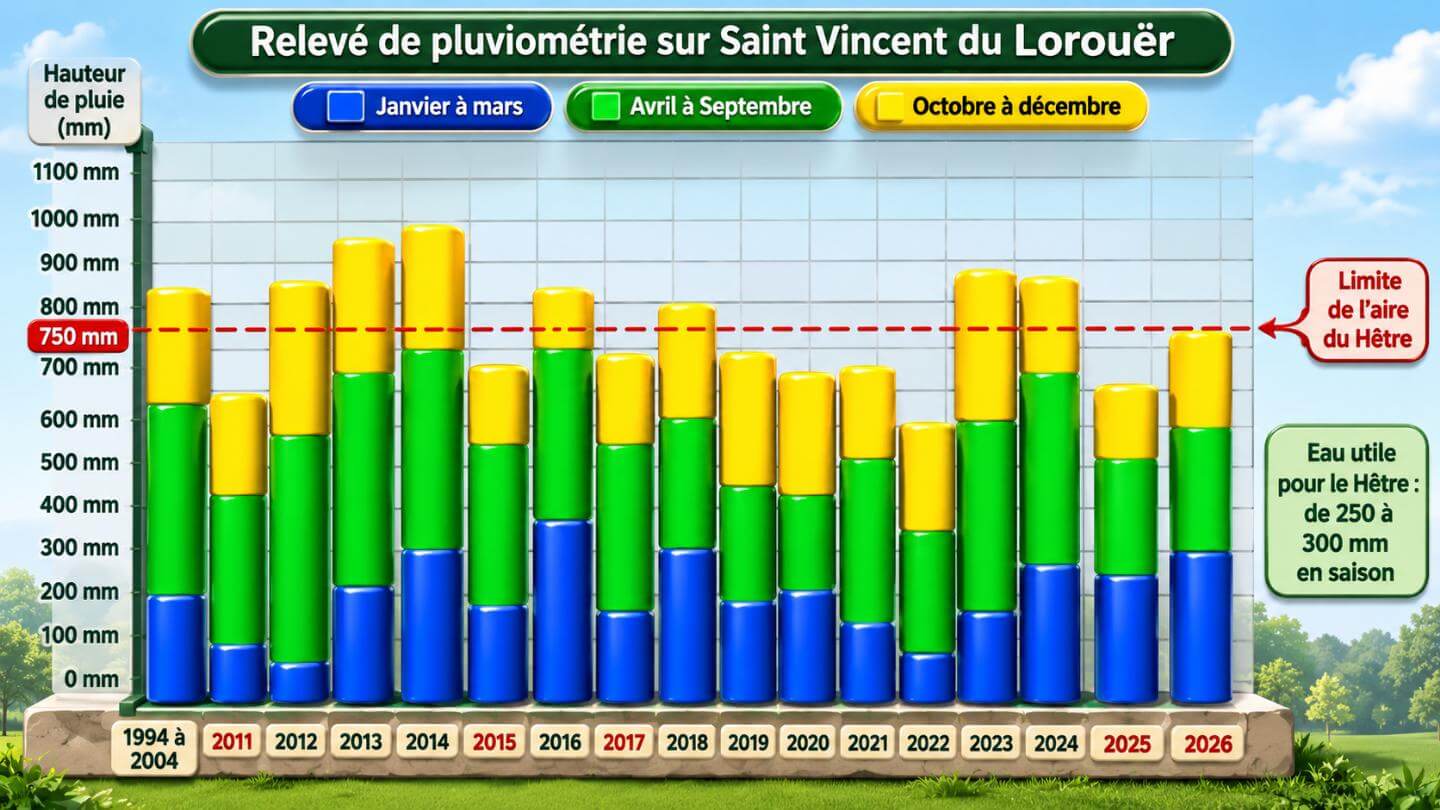 Relevé de pluviométrie sur Saint Vincent du Lorouër
Hauteur
de pluie
(mm)
Janvier à mars
Avril à Septembre
Octobre à décembre
1100 mm
1000 mm
900 mm
800 mm
750 mm
700 mm
600 mm
500 mm
400 mm
300 mm
200 mm
100 mm
0 mm
Limite
de l'aire
du Hêtre
Eau utile
pour le Hêtre :
de 250 à
300 mm
en saison
1994 à
2004
2011
2012
2013
2014
2015
2016
2017
2018
2019
2020
2021
2022
2023
2024
2025
2026